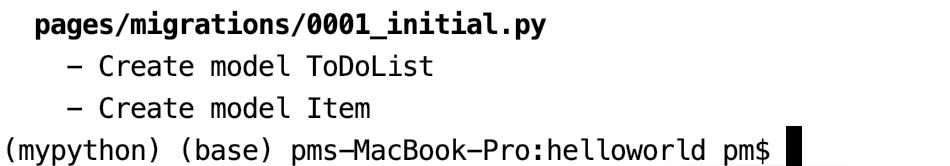 pages/migrations/0001_initial.py
– Create model ToDoList
– Create model Item
(mypython) (base) pms-MacBook-Pro:helloworld pm$